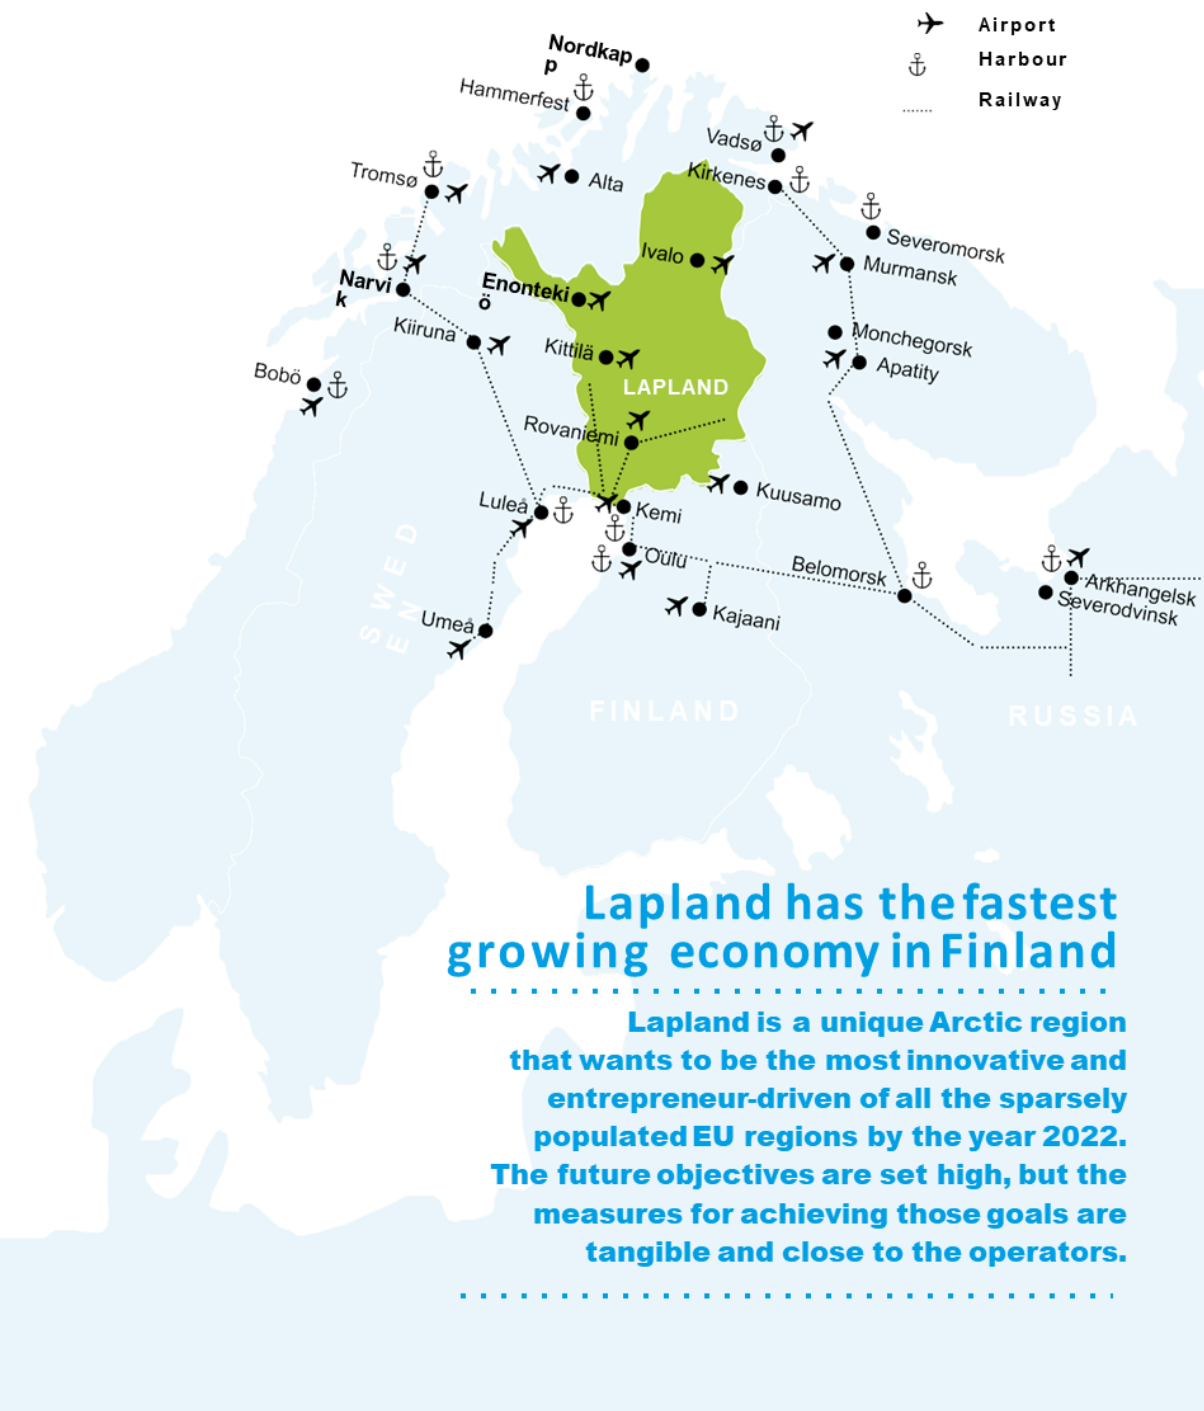 Airport
Harbour
Railway
Nordkap
p
Hammerfest
Vadsø
Tromsø
Alta
Kirkenes
Severomorsk
Ivalo
Murmansk
Narvi
k
Enonteki
ö
Kiiruna
Kittilä
Monchegorsk
Apatity
Bobö
LAPLAND
Rovaniemi
Luleå
Kemi
Kuusamo
Oulu
Belomorsk
Arkhangelsk
Severodvinsk
Umeå
Kajaani
SWED
EN
FINLAND
RUSSIA
Lapland has the fastest
growing economy in Finland
Lapland is a unique Arctic region
that wants to be the most innovative and
entrepreneur-driven of all the sparsely
populated EU regions by the year 2022.
The future objectives are set high, but the
measures for achieving those goals are
tangible and close to the operators.